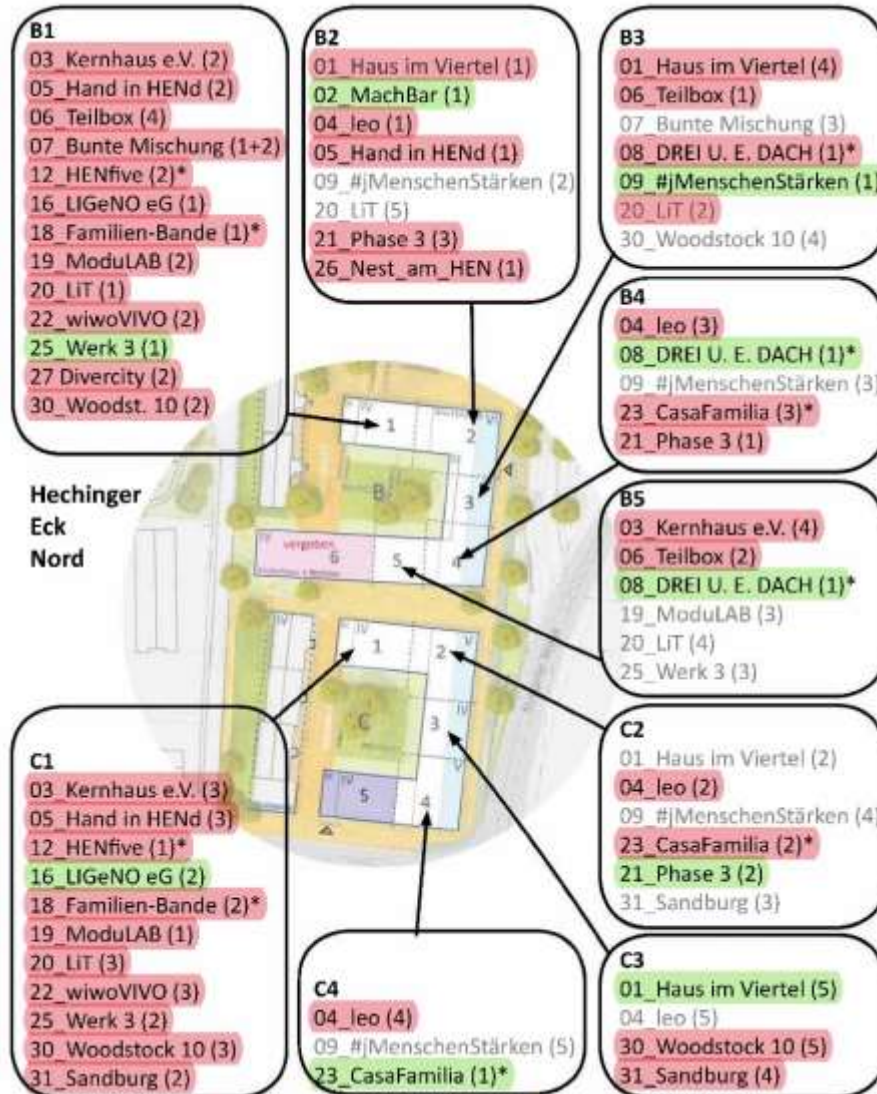 B1
03_Kernhaus e.V. (2)
05_Hand in HENd (2)
06_Teilbox (4)
07_Bunte Mischung (1+2)
12_HENfive (2)*
16_LIGeNO eG (1)
18_Familien-Bande (1)*
19_ModuLAB (2)
20_LiT (1)
22_wiwoVIVO (2)
25_Werk 3 (1)
27 Divercity (2)
30_Woodst. 10 (2)
B2
01_Haus im Viertel (1)
02_MachBar (1)
04_leo (1)
05_Hand in HENd (1)
09_#jMenschenStärken (2)
20_LiT (5)
21_Phase 3 (3)
26_Nest_am_HEN (1)
B3
01_Haus im Viertel (4)
06_Teilbox (1)
07_Bunte Mischung (3)
08_DREI U. E. DACH (1)*
09_#jMenschenStärken (1)
20_LiT (2)
30_Woodstock 10 (4)
B4
04_leo (3)
08_DREI U. E. DACH (1)*
09_#jMenschenStärken (3)
23_CasaFamilia (3)*
21_Phase 3 (1)
Hechinger
Eck
Nord
B5
03_Kernhaus e.V. (4)
06_Teilbox (2)
08_DREI U. E. DACH (1)*
19_ModuLAB (3)
20_LiT (4)
25_Werk 3 (3)
IV
V
1
2
B
3
vergeben
6
5
4
IV
V
1
2
C
3
IV
V
IV
5
4
C1
03_Kernhaus e.V. (3)
05_Hand in HENd (3)
12_HENfive (1)*
16_LIGeNO eG (2)
18_Familien-Bande (2)*
19_ModuLAB (1)
20_LiT (3)
22_wiwoVIVO (3)
25_Werk 3 (2)
30_Woodstock 10 (3)
31_Sandburg (2)
C2
01_Haus im Viertel (2)
04_leo (2)
09_#jMenschenStärken (4)
23_CasaFamilia (2)*
21_Phase 3 (2)
31_Sandburg (3)
C4
04_leo (4)
09_#jMenschenStärken (5)
23_CasaFamilia (1)*
C3
01_Haus im Viertel (5)
04_leo (5)
30_Woodstock 10 (5)
31_Sandburg (4)